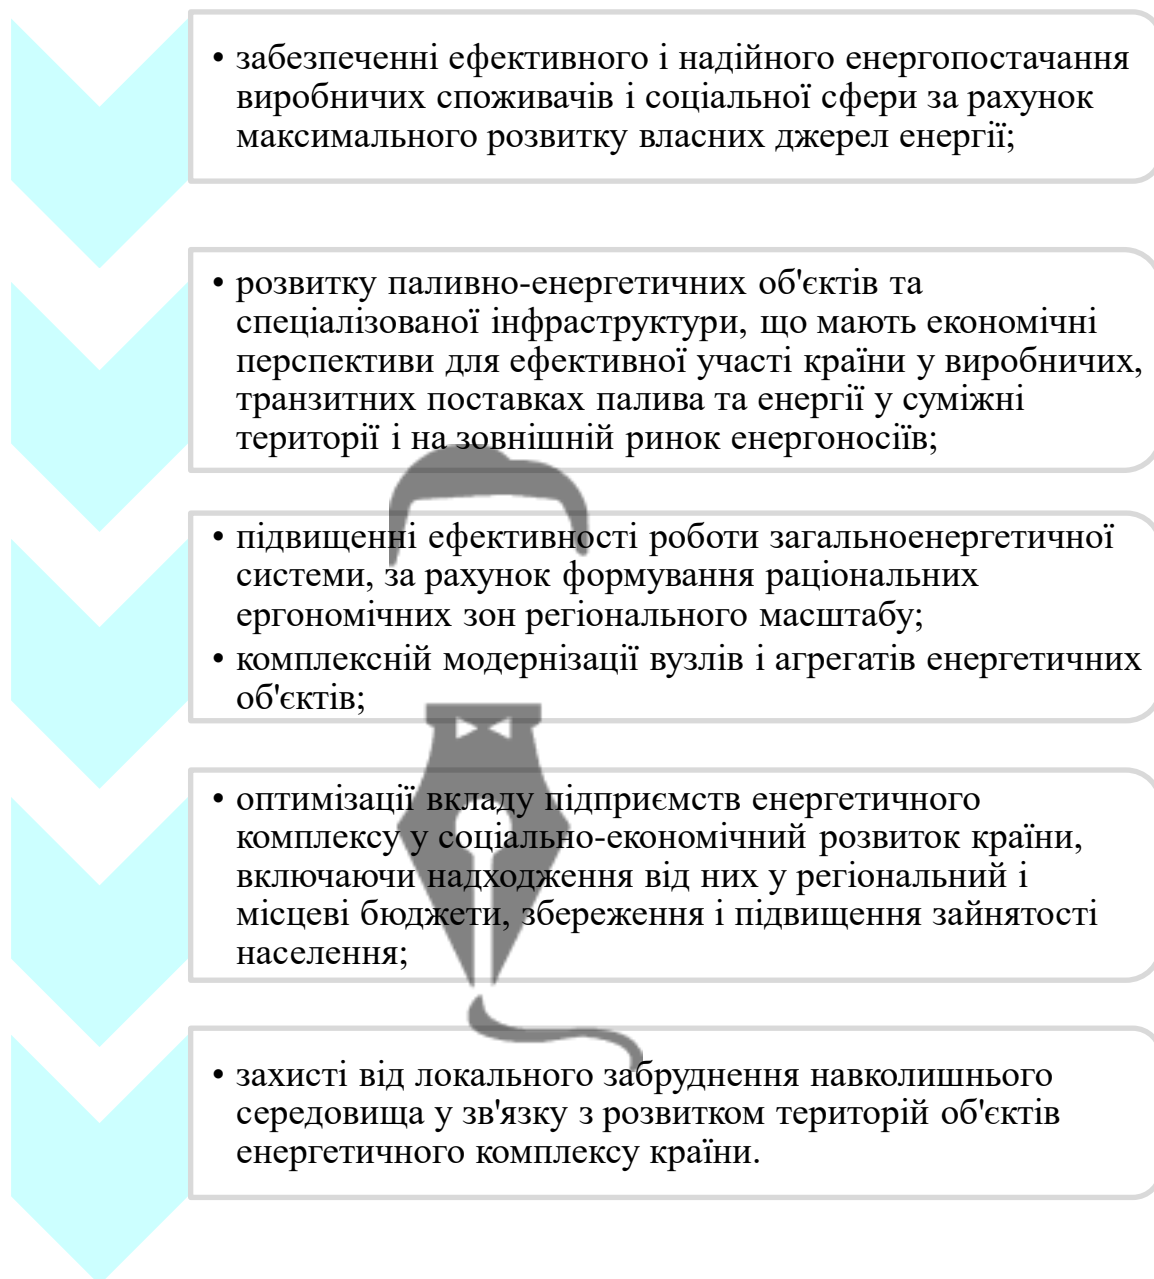 • забезпеченні ефективного і надійного енергопостачання
виробничих споживачів і соціальної сфери за рахунок
максимального розвитку власних джерел енергії;
• розвитку паливно-енергетичних об'єктів та
спеціалізованої інфраструктури, що мають економічні
перспективи для ефективної участі країни у виробничих,
транзитних поставках палива та енергії у суміжні
території і на зовнішній ринок енергоносіїв;
• підвищенні ефективності роботи загальноенергетичної
системи, за рахунок формування раціональних
ергономічних зон регіонального масштабу;
• комплексній модернізації вузлів і агрегатів енергетичних
об'єктів;
• оптимізації вкладу підприємств енергетичного
комплексу у соціально-економічний розвиток країни,
включаючи надходження від них у регіональний і
місцеві бюджети, збереження і підвищення зайнятості
населення;
• захисті від локального забруднення навколишнього
середовища у зв'язку з розвитком територій об'єктів
енергетичного комплексу країни.